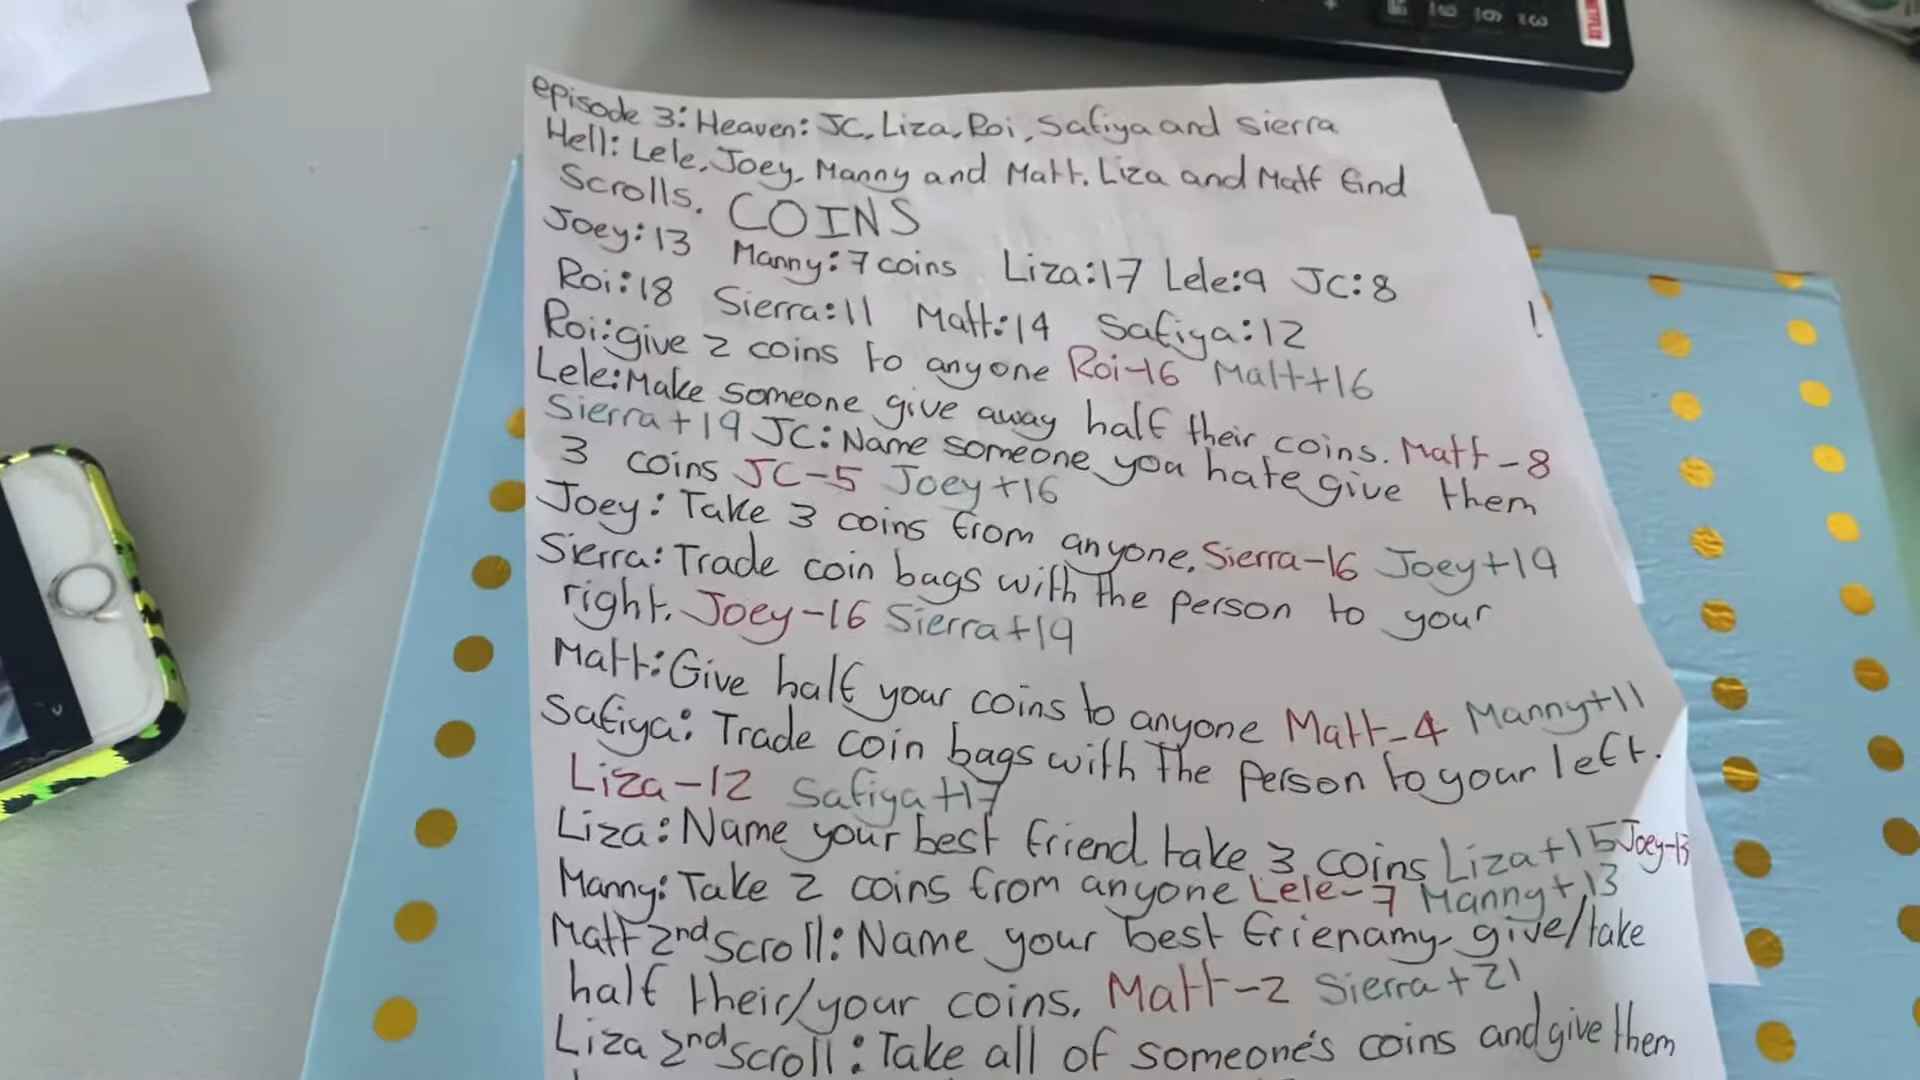 episode 3: Heaven: JC, Liza, Roi, Safiya and sierra
Hell: Lele, Joey, Manny and Matt. Liza and Matt find
Scrolls. COINS
Joey: 13 Manny: 7 coins Liza: 17 Lele: 9 JC: 8
Roi: 18 Sierra: 11 Matt: 14 Safiya: 12
Roi: give 2 coins to anyone Roi-16 Matt+16
Lele: Make someone give away half their coins. Matt-8
Sierra+19 JC: Name someone you hate give them
3 coins JC-5 Joey+16
Joey: Take 3 coins from anyone. Sierra-16 Joey+19
Sierra: Trade coin bags with the person to your
right. Joey-16 Sierra+19
Matt: Give half your coins to anyone Matt-4 Manny+11
Safiya: Trade coin bags with the person to your left.
Liza-12 Safiya+17
Liza: Name your best friend take 3 coins Liza+15 Joey-13
Manny: Take 2 coins from anyone Lele-7 Manny+13
Matt 2nd scroll: Name your best frienamy give/take
half their/your coins. Matt-2 Sierra+21
Liza 2nd scroll: Take all of someone's coins and give them
NETFLIX